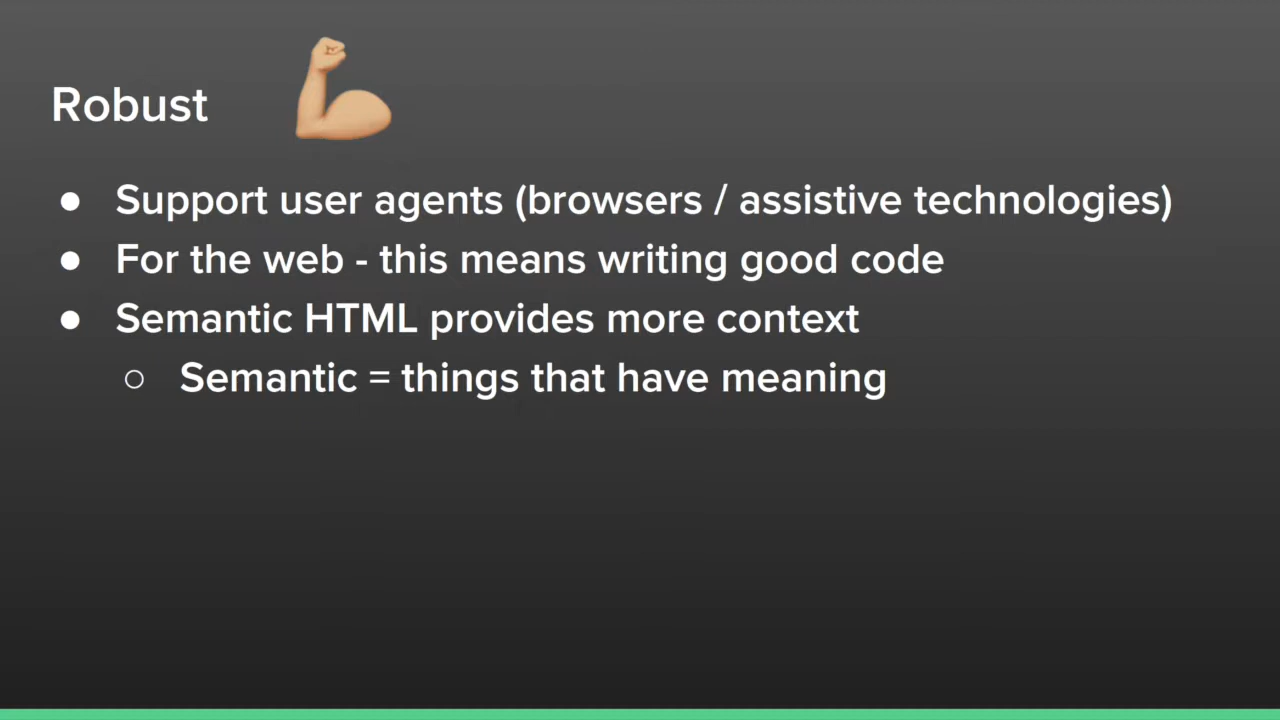 Robust
● Support user agents (browsers / assistive technologies)
● For the web - this means writing good code
● Semantic HTML provides more context
○ Semantic = things that have meaning